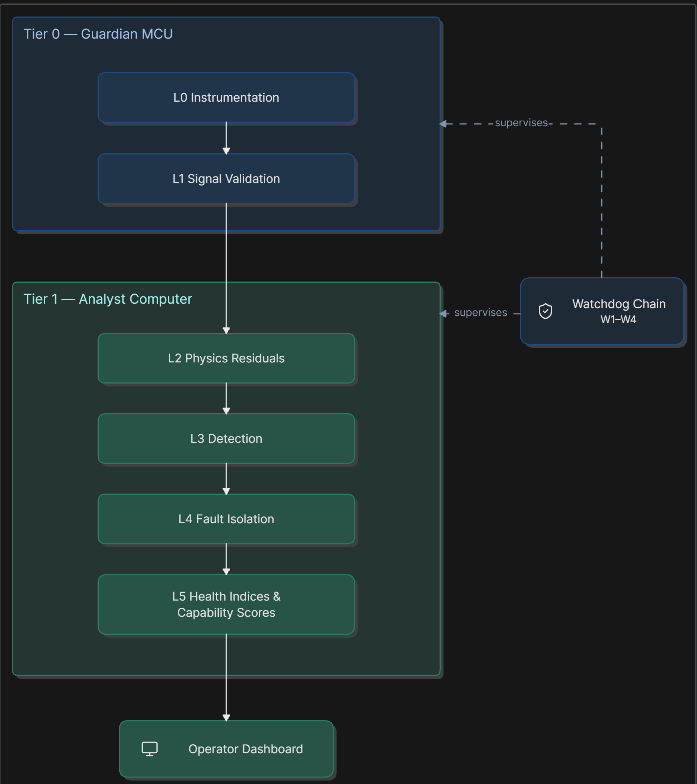 Tier 0 — Guardian MCU
L0 Instrumentation
supervises
L1 Signal Validation
Tier 1 — Analyst Computer
Watchdog Chain
W1–W4
supervises
L2 Physics Residuals
L3 Detection
L4 Fault Isolation
L5 Health Indices &
Capability Scores
Operator Dashboard